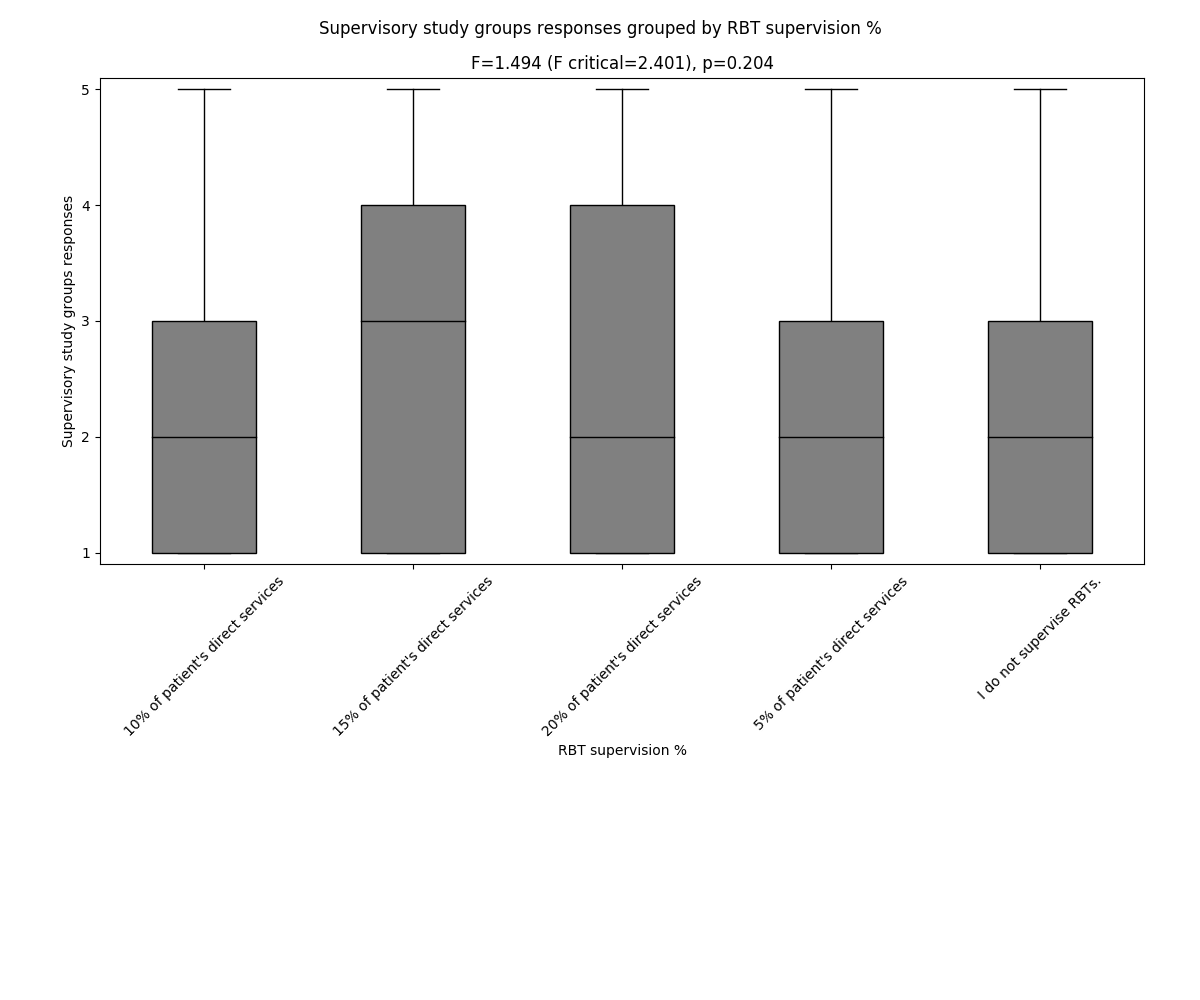 Supervisory study groups responses grouped by RBT supervision %
F=1.494 (F critical=2.401), p=0.204
Supervisory study groups responses
5
4
3
2
1
10% of patient's direct services
15% of patient's direct services
20% of patient's direct services
5% of patient's direct services
I do not supervise RBTs.
RBT supervision %